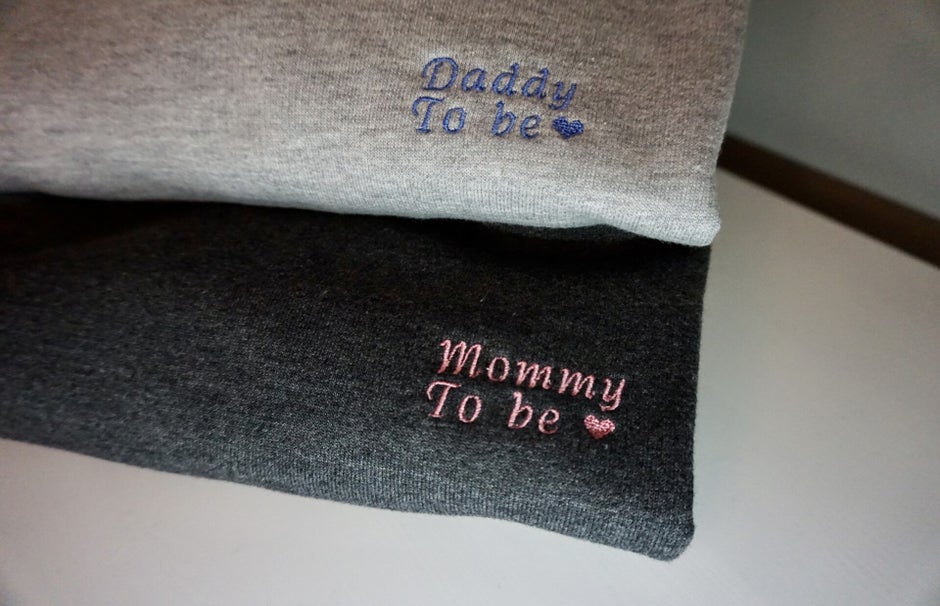 Daddy
To be ♥
Mommy
To be ♥